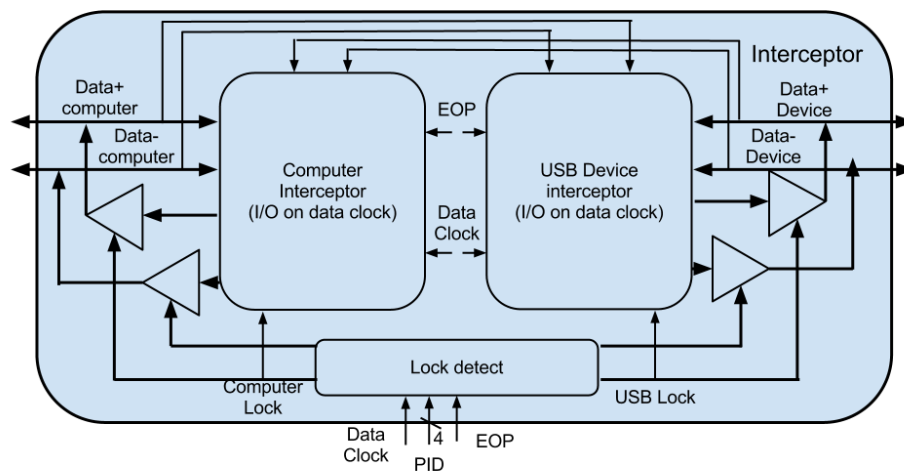 Interceptor
Data+
computer
Data-
computer
Computer
Interceptor
(I/O on data clock)
EOP
Data
Clock
USB Device
interceptor
(I/O on data clock)
Data+
Device
Data-
Device
Lock detect
Computer
Lock
USB Lock
Data
Clock
4
PID
EOP